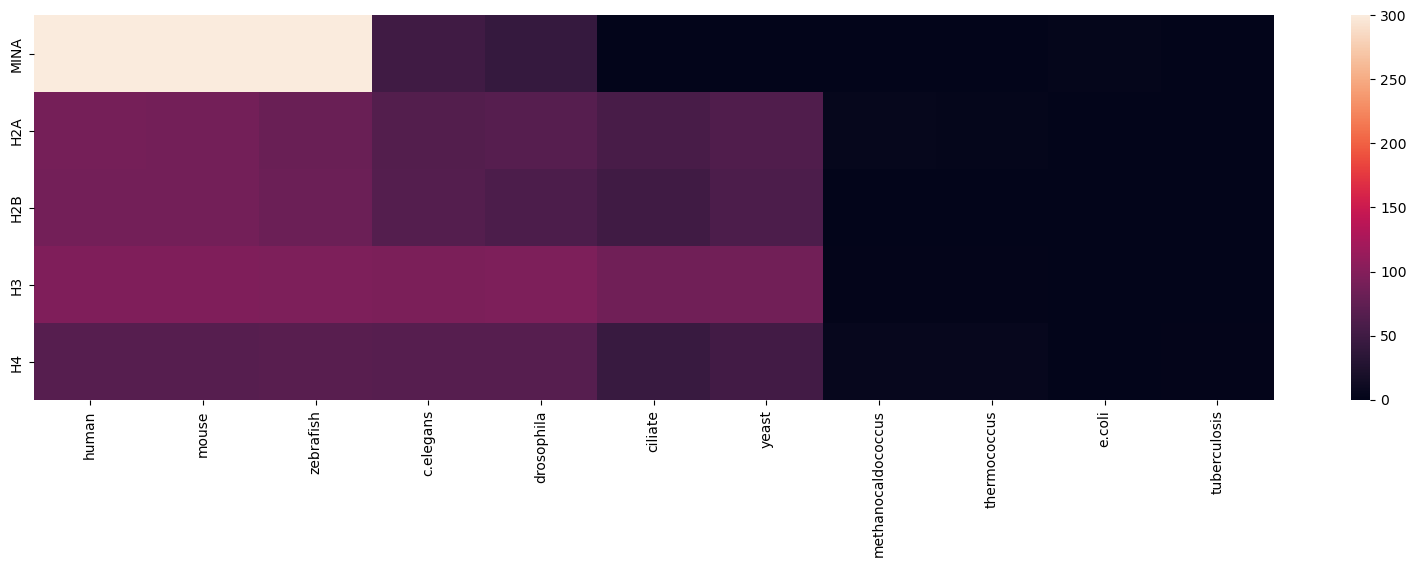 MINA
H2A
H2B
H3
H4
human
mouse
zebrafish
c.elegans
drosophila
ciliate
yeast
methanocaldococcus
thermococcus
e.coli
tuberculosis
300
250
200
150
100
50
0